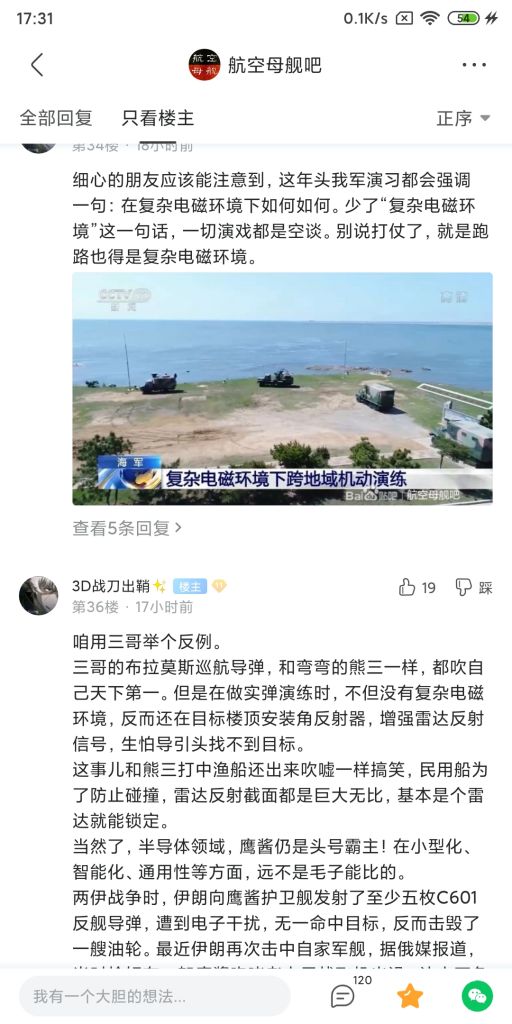 17:31
0.1K/s
54
航空
母舰
航空母舰吧
全部回复
只看楼主
正序
第34楼 · 18小时前
细心的朋友应该能注意到，这年头我军演习都会强调
一句：在复杂电磁环境下如何如何。少了“复杂电磁环
境”这一句话，一切演戏都是空谈。别说打仗了，就是跑
路也得是复杂电磁环境。
CCTV
新闻
海军
复杂电磁环境下跨地域机动演练
Bai 贴吧 | 航空母舰吧
查看5条回复
3D战刀出鞘✨
楼主
19
踩
第36楼 · 17小时前
咱用三哥举个反例。
三哥的布拉莫斯巡航导弹，和弯弯的熊三一样，都吹自
己天下第一。但是在做实弹演练时，不但没有复杂电磁
环境，反而还在目标楼顶安装角反射器，增强雷达反射
信号，生怕导引头找不到目标。
这事儿和熊三打中渔船还出来吹嘘一样搞笑，民用船为
了防止碰撞，雷达反射截面都是巨大无比，基本是个雷
达就能锁定。
当然了，半导体领域，鹰酱仍是头号霸主！在小型化、
智能化、通用性等方面，远不是毛子能比的。
两伊战争时，伊朗向鹰酱护卫舰发射了至少五枚C601
反舰导弹，遭到电子干扰，无一命中目标，反而击毁了
一艘油轮。最近伊朗再次击中自家军舰，据俄媒报道，
我有一个大胆的想法...
120